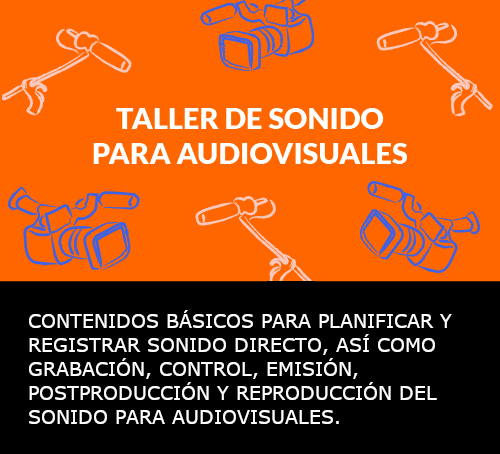 TALLER DE SONIDO
PARA AUDIOVISUALES
CONTENIDOS BÁSICOS PARA PLANIFICAR Y
REGISTRAR SONIDO DIRECTO, ASÍ COMO
GRABACIÓN, CONTROL, EMISIÓN,
POSTPRODUCCIÓN Y REPRODUCCIÓN DEL
SONIDO PARA AUDIOVISUALES.